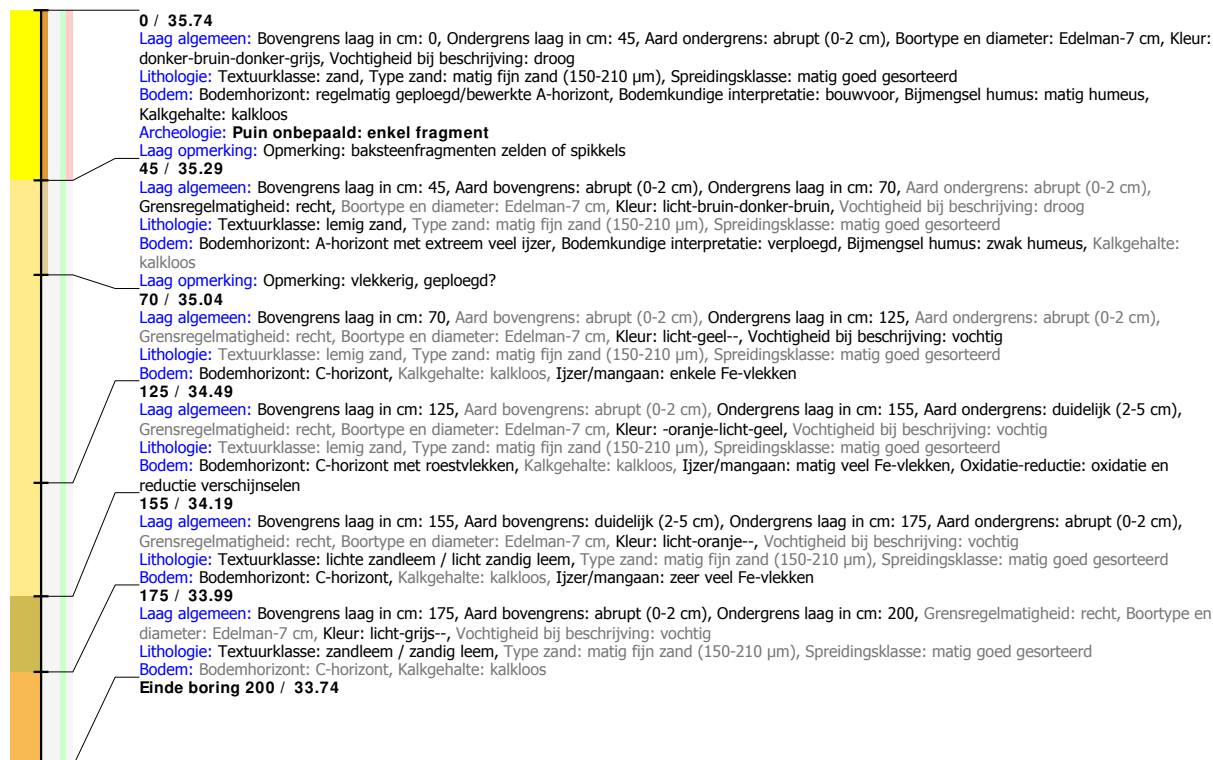 0 / 35.74
Laag algemeen: Bovengrens laag in cm: 0, Ondergrens laag in cm: 45, Aard ondergrens: abrupt (0-2 cm), Boortype en diameter: Edelman-7 cm, Kleur:
donker-bruin-donker-grijs, Vochtigheid bij beschrijving: droog
Lithologie: Textuurklasse: zand, Type zand: matig fijn zand (150-210 µm), Spreidingsklasse: matig goed gesorteerd
Bodem: Bodemhorizont: regelmatig geploegd/bewerkte A-horizont, Bodemkundige interpretatie: bouwvoor, Bijmengsel humus: matig humeus,
Kalkgehalte: kalkloos
Archeologie: Puin onbepaald: enkel fragment
Laag opmerking: Opmerking: baksteenfragmenten zelden of spikkels
45 / 35.29
Laag algemeen: Bovengrens laag in cm: 45, Aard bovengrens: abrupt (0-2 cm), Ondergrens laag in cm: 70, Aard ondergrens: abrupt (0-2 cm),
Grensregelmatigheid: recht, Boortype en diameter: Edelman-7 cm, Kleur: licht-bruin-donker-bruin, Vochtigheid bij beschrijving: droog
Lithologie: Textuurklasse: lemig zand, Type zand: matig fijn zand (150-210 µm), Spreidingsklasse: matig goed gesorteerd
Bodem: Bodemhorizont: A-horizont met extreem veel ijzer, Bodemkundige interpretatie: verploegd, Bijmengsel humus: zwak humeus, Kalkgehalte:
kalkloos
Laag opmerking: Opmerking: vlekkerig, geploegd?
70 / 35.04
Laag algemeen: Bovengrens laag in cm: 70, Aard bovengrens: abrupt (0-2 cm), Ondergrens laag in cm: 125, Aard ondergrens: abrupt (0-2 cm),
Grensregelmatigheid: recht, Boortype en diameter: Edelman-7 cm, Kleur: licht-geel--, Vochtigheid bij beschrijving: vochtig
Lithologie: Textuurklasse: lemig zand, Type zand: matig fijn zand (150-210 µm), Spreidingsklasse: matig goed gesorteerd
Bodem: Bodemhorizont: C-horizont, Kalkgehalte: kalkloos, Ijzer/mangaan: enkele Fe-vlekken
125 / 34.49
Laag algemeen: Bovengrens laag in cm: 125, Aard bovengrens: abrupt (0-2 cm), Ondergrens laag in cm: 155, Aard ondergrens: duidelijk (2-5 cm),
Grensregelmatigheid: recht, Boortype en diameter: Edelman-7 cm, Kleur: -oranje-licht-geel, Vochtigheid bij beschrijving: vochtig
Lithologie: Textuurklasse: lemig zand, Type zand: matig fijn zand (150-210 µm), Spreidingsklasse: matig goed gesorteerd
Bodem: Bodemhorizont: C-horizont met roestvlekken, Kalkgehalte: kalkloos, Ijzer/mangaan: matig veel Fe-vlekken, Oxidatie-reductie: oxidatie en
reductie verschijnselen
155 / 34.19
Laag algemeen: Bovengrens laag in cm: 155, Aard bovengrens: duidelijk (2-5 cm), Ondergrens laag in cm: 175, Aard ondergrens: abrupt (0-2 cm),
Grensregelmatigheid: recht, Boortype en diameter: Edelman-7 cm, Kleur: licht-oranje--, Vochtigheid bij beschrijving: vochtig
Lithologie: Textuurklasse: lichte zandleem / licht zandig leem, Type zand: matig fijn zand (150-210 µm), Spreidingsklasse: matig goed gesorteerd
Bodem: Bodemhorizont: C-horizont, Kalkgehalte: kalkloos, Ijzer/mangaan: zeer veel Fe-vlekken
175 / 33.99
Laag algemeen: Bovengrens laag in cm: 175, Aard bovengrens: abrupt (0-2 cm), Ondergrens laag in cm: 200, Grensregelmatigheid: recht, Boortype en
diameter: Edelman-7 cm, Kleur: licht-grijs--, Vochtigheid bij beschrijving: vochtig
Lithologie: Textuurklasse: zandleem / zandig leem, Type zand: matig fijn zand (150-210 µm), Spreidingsklasse: matig goed gesorteerd
Bodem: Bodemhorizont: C-horizont, Kalkgehalte: kalkloos
Einde boring 200 / 33.74